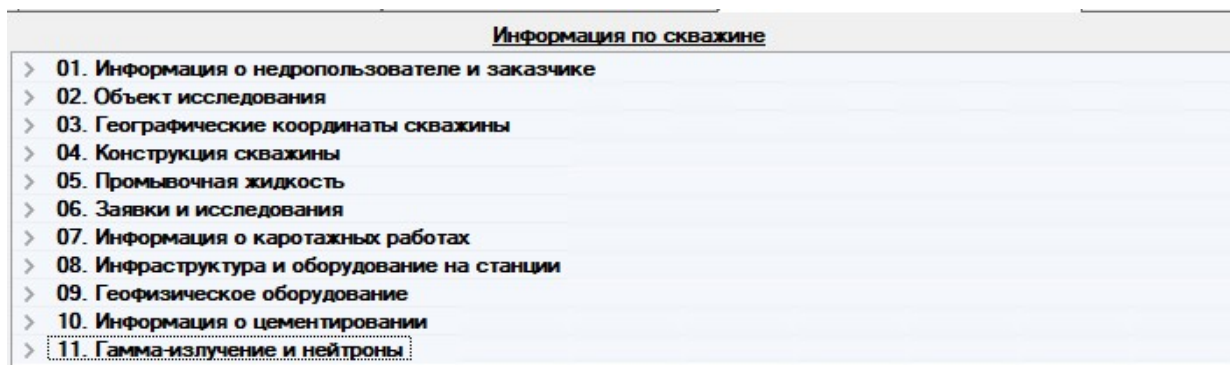 Информация по скважине
01. Информация о недропользователе и заказчике
02. Объект исследования
03. Географические координаты скважины
04. Конструкция скважины
05. Промывочная жидкость
06. Заявки и исследования
07. Информация о каротажных работах
08. Инфраструктура и оборудование на станции
09. Геофизическое оборудование
10. Информация о цементировании
11. Гамма-излучение и нейтроны